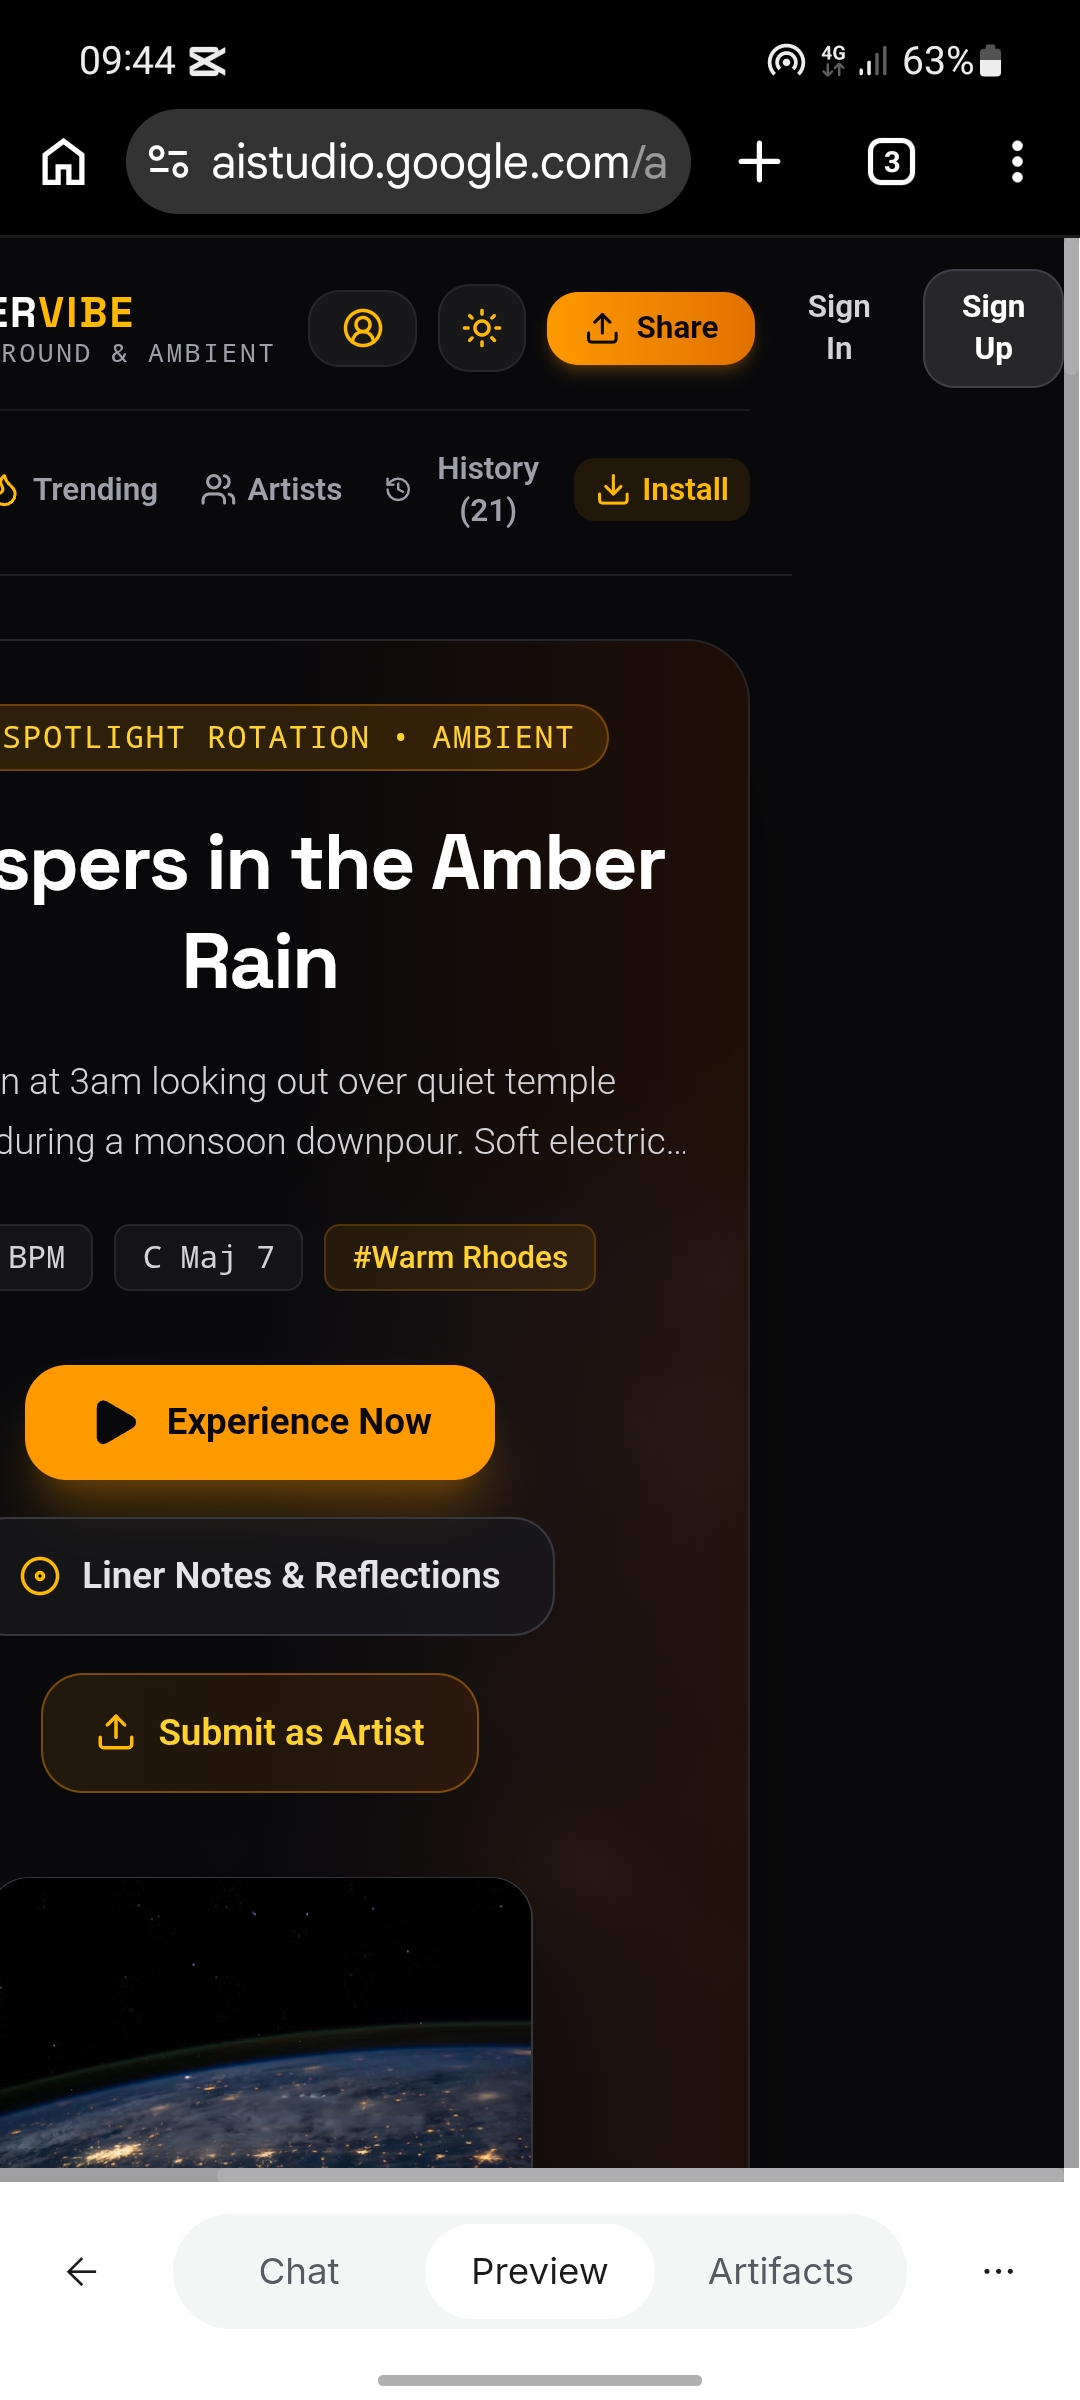 09:44
4G
63%
aistudio.google.com/a
3
ERVIBE
ROUND & AMBIENT
Share
Sign
In
Sign
Up
Trending
Artists
History
(21)
Install
SPOTLIGHT ROTATION • AMBIENT
spers in the Amber
Rain
n at 3am looking out over quiet temple
during a monsoon downpour. Soft electric...
BPM
C Maj 7
#Warm Rhodes
Experience Now
Liner Notes & Reflections
Submit as Artist
Chat
Preview
Artifacts